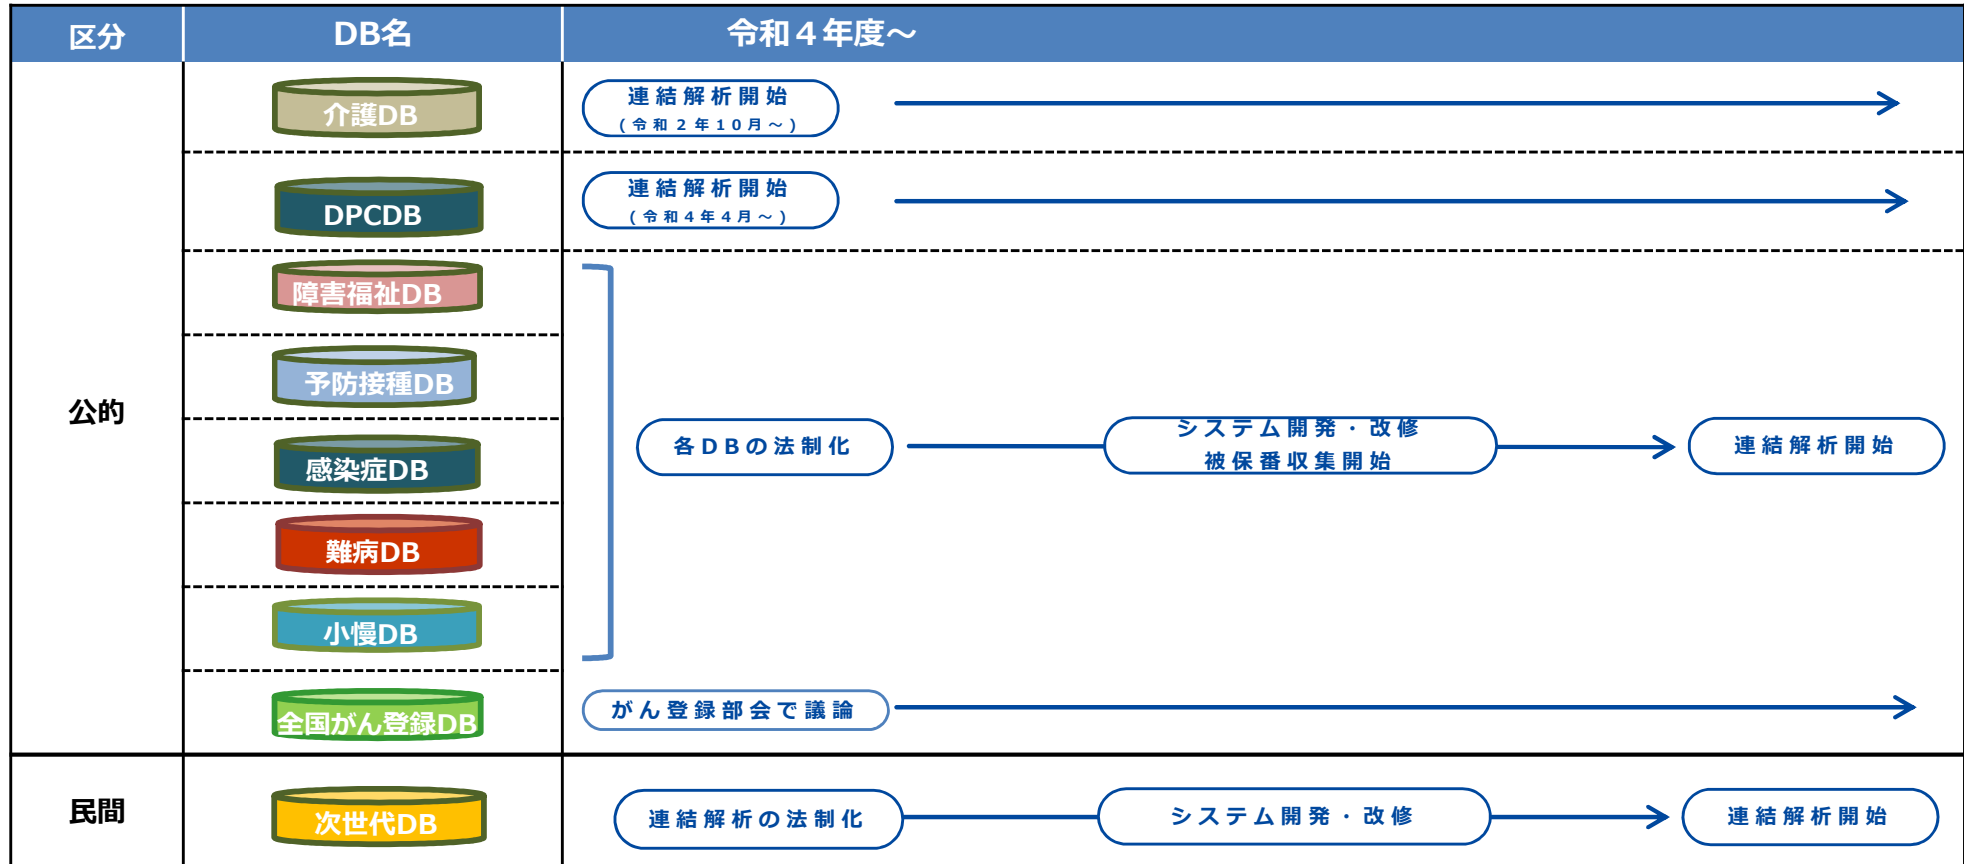 区分
DB名
令和４年度～
公的
介護DB
連結解析開始
(令和２年10月～)
DPCDB
連結解析開始
(令和4年4月～)
障害福祉DB
予防接種DB
感染症DB
難病DB
小慢DB
各DBの法制化
システム開発・改修
被保番収集開始
連結解析開始
全国がん登録DB
がん登録部会で議論
民間
次世代DB
連結解析の法制化
システム開発・改修
連結解析開始